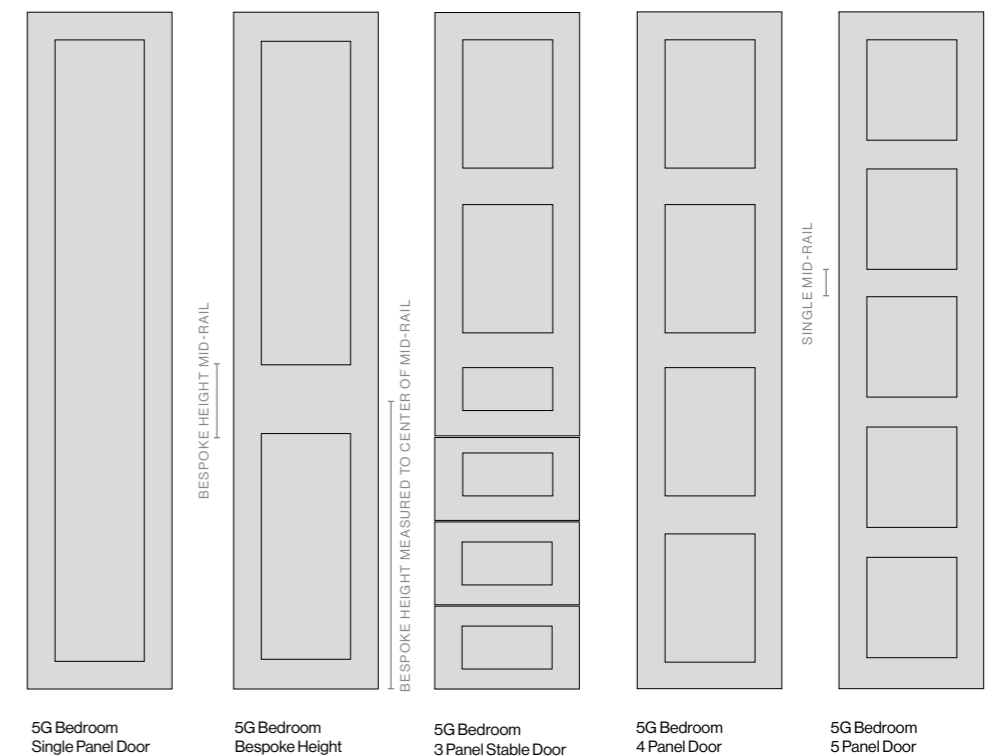 BESPOKE HEIGHT MID-RAIL
BESPOKE HEIGHT MEASURED TO CENTER OF MID-RAIL
SINGLE MID-RAIL
5G Bedroom
Single Panel Door
5G Bedroom
Bespoke Height
5G Bedroom
3 Panel Stable Door
5G Bedroom
4 Panel Door
5G Bedroom
5 Panel Door